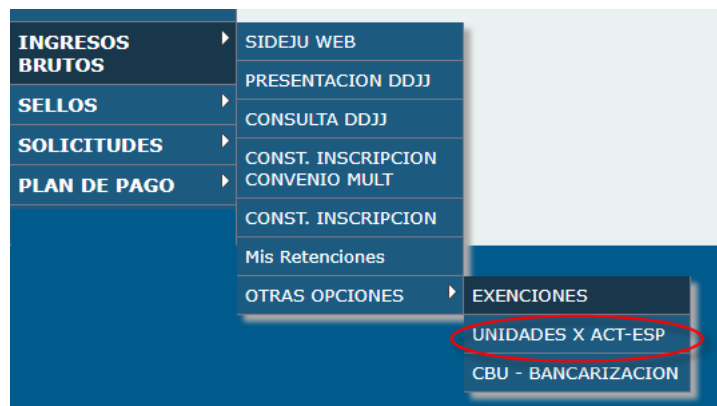 INGRESOS
BRUTOS
SELLOS
SOLICITUDES
PLAN DE PAGO
SIDEJU WEB
PRESENTACION DDJJ
CONSULTA DDJJ
CONST. INSCRIPCION
CONVENIO MULT
CONST. INSCRIPCION
Mis Retenciones
OTRAS OPCIONES
EXENCIONES
UNIDADES X ACT-ESP
CBU - BANCARIZACION